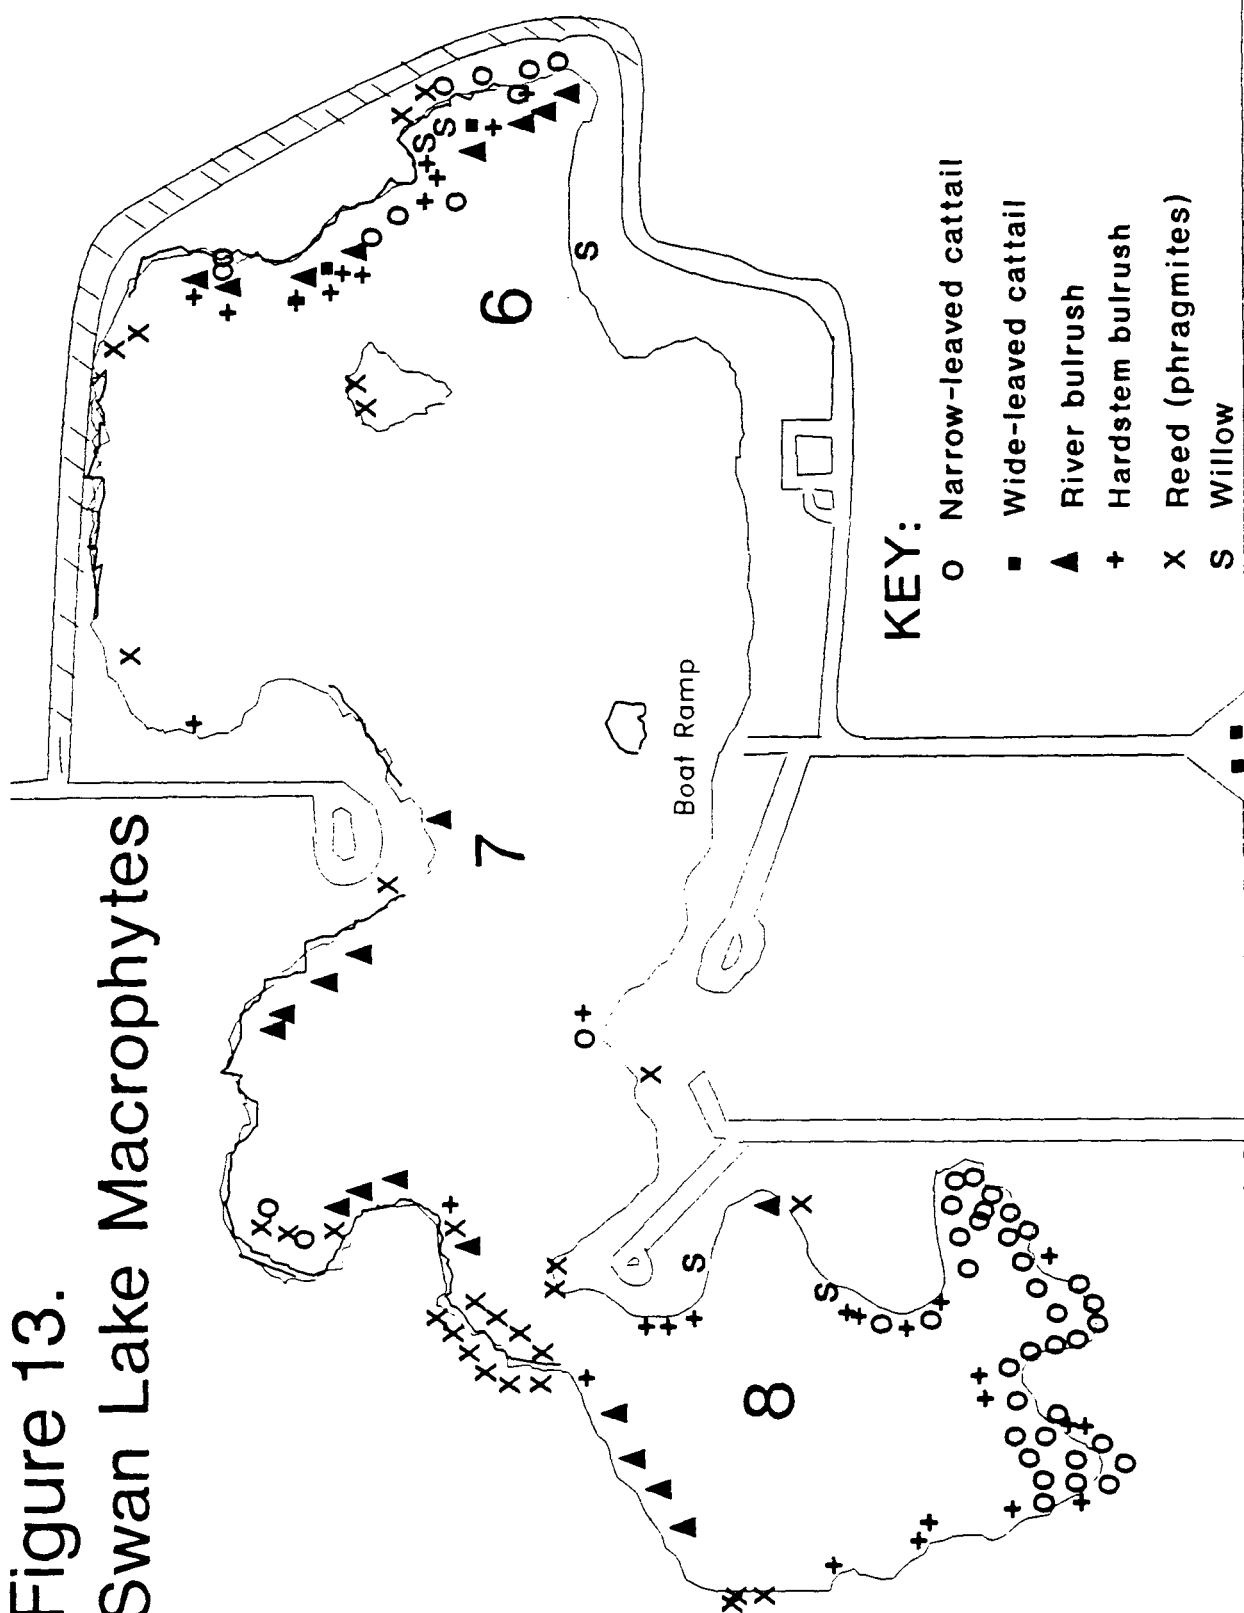 Figure 13.
Swan Lake Macrophytes
6
7
8
Boat Ramp
KEY:
O Narrow-leaved cattail
■ Wide-leaved cattail
▲ River bulrush
+ Hardstem bulrush
X Reed (phragmites)
S Willow